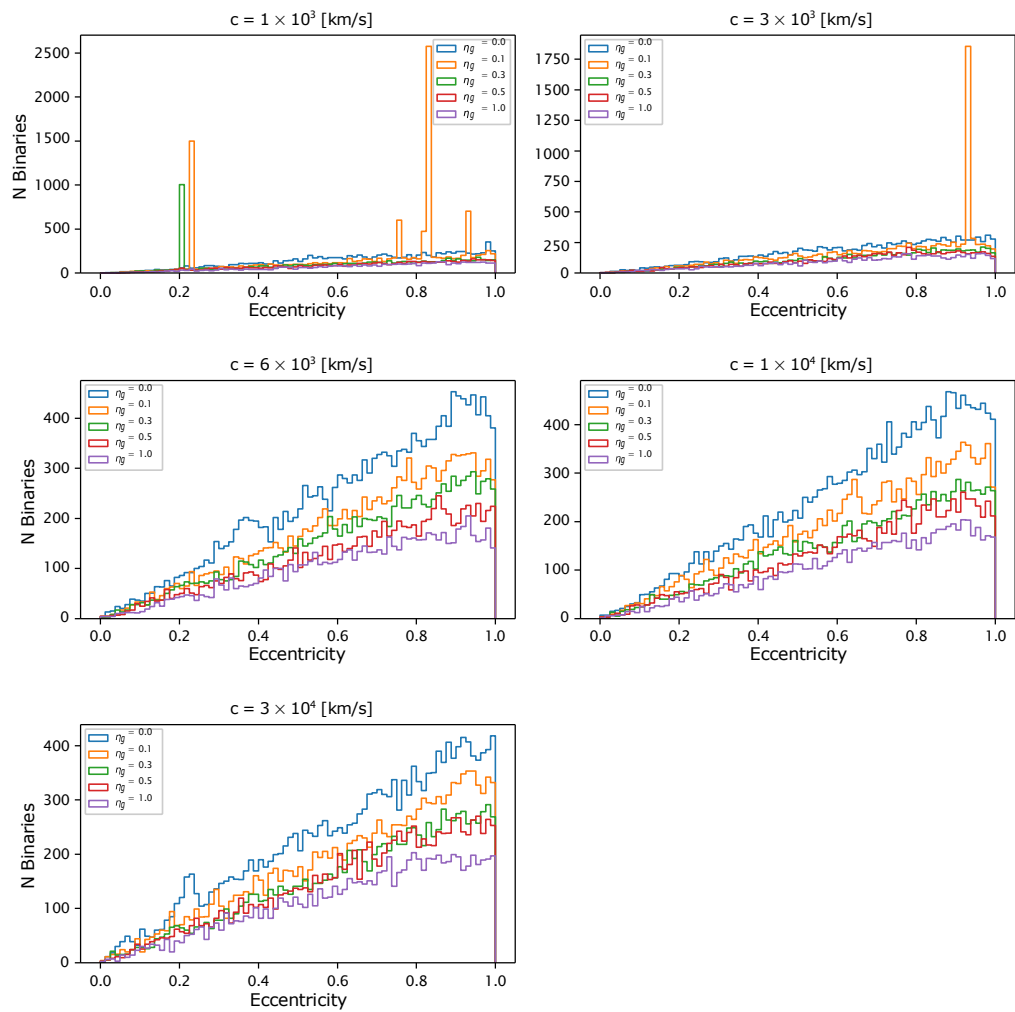 c = 1 × 10³ [km/s]
N Binaries
2500
2000
1500
1000
500
0
η_g = 0.0
η_g = 0.1
η_g = 0.3
η_g = 0.5
η_g = 1.0
0.0 0.2 0.4 0.6 0.8 1.0
Eccentricity
c = 3 × 10³ [km/s]
1750
1500
1250
1000
750
500
250
0
η_g = 0.0
η_g = 0.1
η_g = 0.3
η_g = 0.5
η_g = 1.0
0.0 0.2 0.4 0.6 0.8 1.0
Eccentricity
c = 6 × 10³ [km/s]
N Binaries
400
300
200
100
0
η_g = 0.0
η_g = 0.1
η_g = 0.3
η_g = 0.5
η_g = 1.0
0.0 0.2 0.4 0.6 0.8 1.0
Eccentricity
c = 1 × 10⁴ [km/s]
400
300
200
100
0
η_g = 0.0
η_g = 0.1
η_g = 0.3
η_g = 0.5
η_g = 1.0
0.0 0.2 0.4 0.6 0.8 1.0
Eccentricity
c = 3 × 10⁴ [km/s]
N Binaries
400
300
200
100
0
η_g = 0.0
η_g = 0.1
η_g = 0.3
η_g = 0.5
η_g = 1.0
0.0 0.2 0.4 0.6 0.8 1.0
Eccentricity